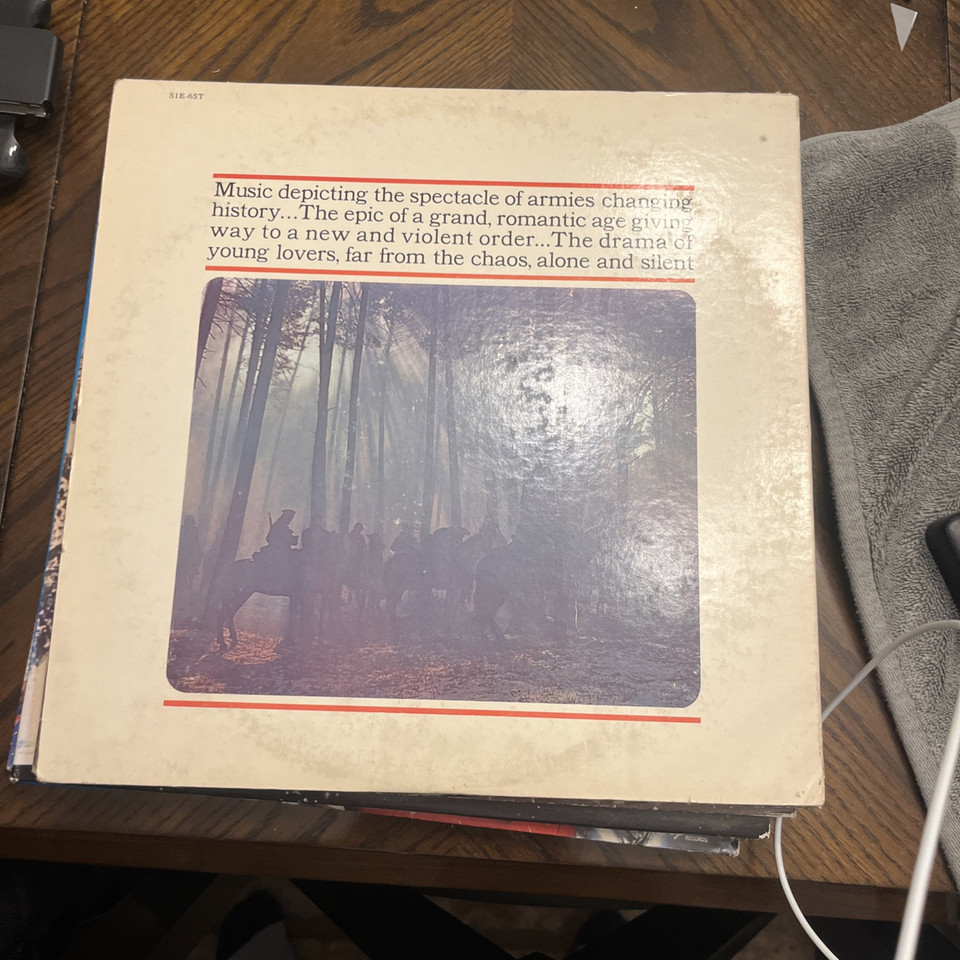 S1E-6ST
Music depicting the spectacle of armies changing
history...The epic of a grand, romantic age giving
way to a new and violent order...The drama of
young lovers, far from the chaos, alone and silent
RECORDS